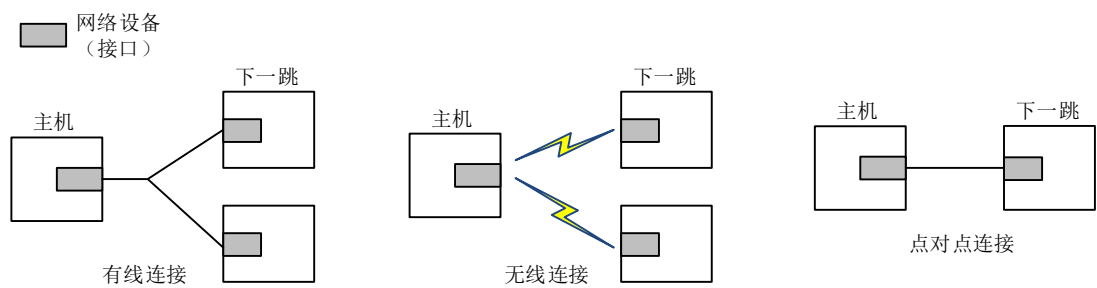 网络设备
（接口）
下一跳
主机
有线连接
下一跳
主机
无线连接
主机
下一跳
点对点连接